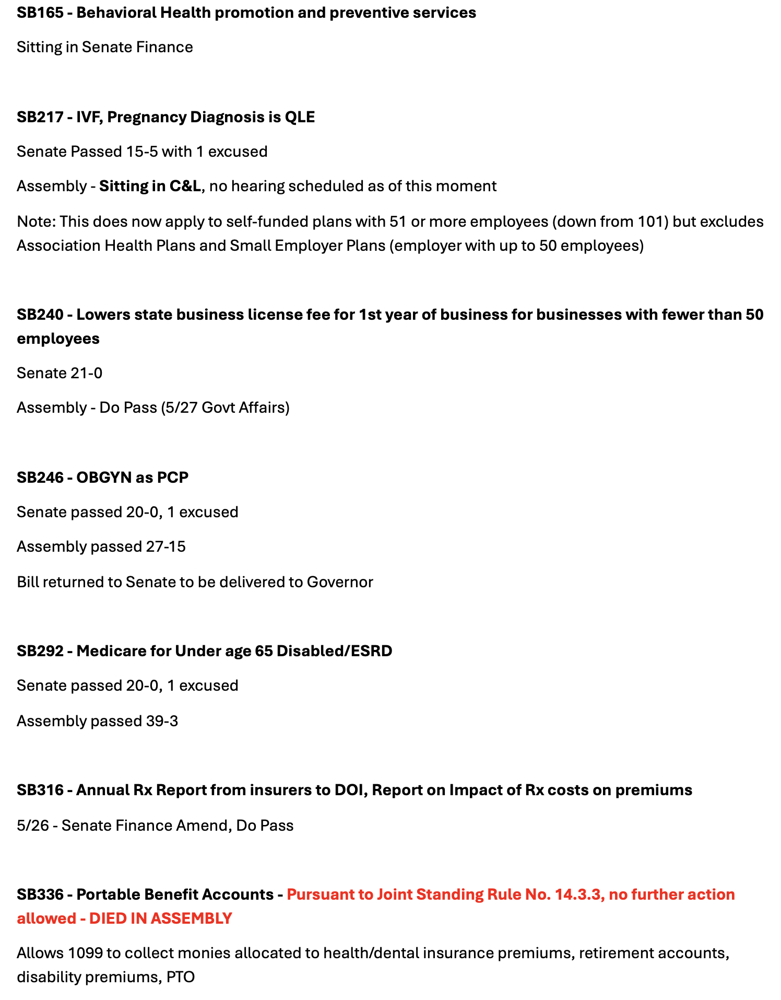 SB165 - Behavioral Health promotion and preventive services
Sitting in Senate Finance
SB217 - IVF, Pregnancy Diagnosis is QLE
Senate Passed 15-5 with 1 excused
Assembly - Sitting in C&L, no hearing scheduled as of this moment
Note: This does now apply to self-funded plans with 51 or more employees (down from 101) but excludes
Association Health Plans and Small Employer Plans (employer with up to 50 employees)
SB240 - Lowers state business license fee for 1st year of business for businesses with fewer than 50
employees
Senate 21-0
Assembly - Do Pass (5/27 Govt Affairs)
SB246 - OBGYN as PCP
Senate passed 20-0, 1 excused
Assembly passed 27-15
Bill returned to Senate to be delivered to Governor
SB292 - Medicare for Under age 65 Disabled/ESRD
Senate passed 20-0, 1 excused
Assembly passed 39-3
SB316 - Annual Rx Report from insurers to DOI, Report on Impact of Rx costs on premiums
5/26 - Senate Finance Amend, Do Pass
SB336 - Portable Benefit Accounts - Pursuant to Joint Standing Rule No. 14.3.3, no further action
allowed - DIED IN ASSEMBLY
Allows 1099 to collect monies allocated to health/dental insurance premiums, retirement accounts,
disability premiums, PTO